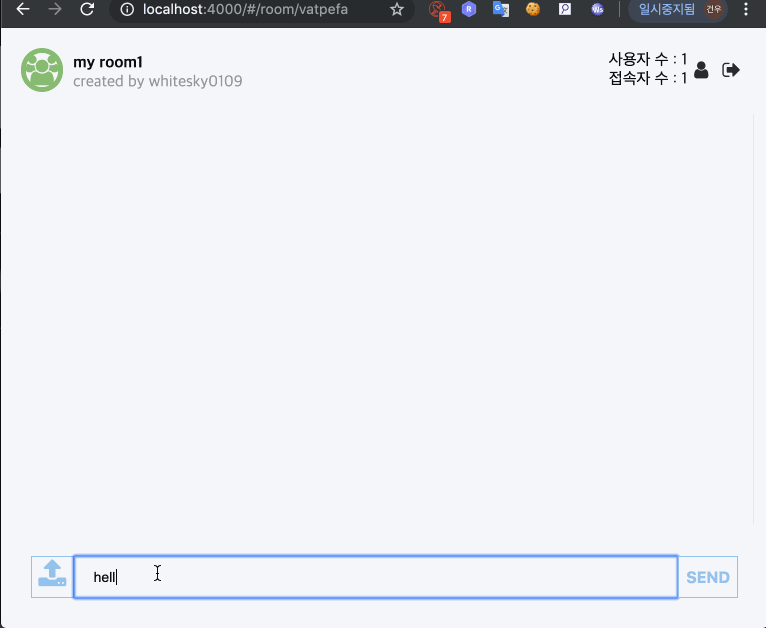 localhost:4000/#/room/vatpefa
7
일시중지됨 건우
my room1
created by whitesky0109
사용자 수 : 1
접속자 수 : 1
hell
SEND